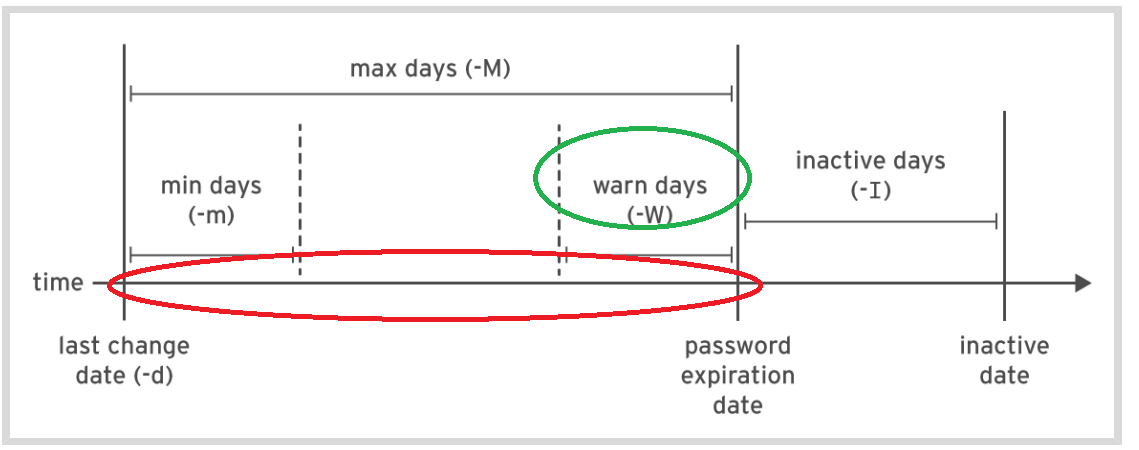 max days (-M)
min days
(-m)
warn days
(-W)
inactive days
(-I)
time
last change
date (-d)
password
expiration
date
inactive
date